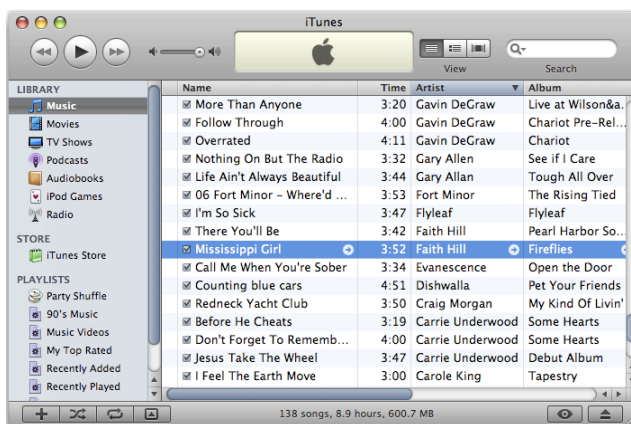 iTunes
View
Search
LIBRARY
Music
Movies
TV Shows
Podcasts
Audiobooks
iPod Games
Radio
STORE
iTunes Store
PLAYLISTS
Party Shuffle
90's Music
Music Videos
My Top Rated
Recently Added
Recently Played
Name Time Artist Album
More Than Anyone 3:20 Gavin DeGraw Live at Wilson&a.
Follow Through 4:00 Gavin DeGraw Chariot Pre-Rel...
Overrated 4:11 Gavin DeGraw Chariot
Nothing On But The Radio 3:32 Gary Allen See if I Care
Life Ain't Always Beautiful 3:44 Gary Allan Tough All Over
06 Fort Minor - Where'd ... 3:53 Fort Minor The Rising Tied
I'm So Sick 3:47 Flyleaf Flyleaf
There You'll Be 3:42 Faith Hill Pearl Harbor So...
Mississippi Girl 3:52 Faith Hill Fireflies
Call Me When You're Sober 3:34 Evanescence Open the Door
Counting blue cars 4:51 Dishwalla Pet Your Friends
Redneck Yacht Club 3:50 Craig Morgan My Kind Of Livin'
Before He Cheats 3:19 Carrie Underwood Some Hearts
Don't Forget To Rememb... 4:00 Carrie Underwood Some Hearts
Jesus Take The Wheel 3:47 Carrie Underwood Debut Album
I Feel The Earth Move 3:00 Carole King Tapestry
138 songs, 8.9 hours, 600.7 MB